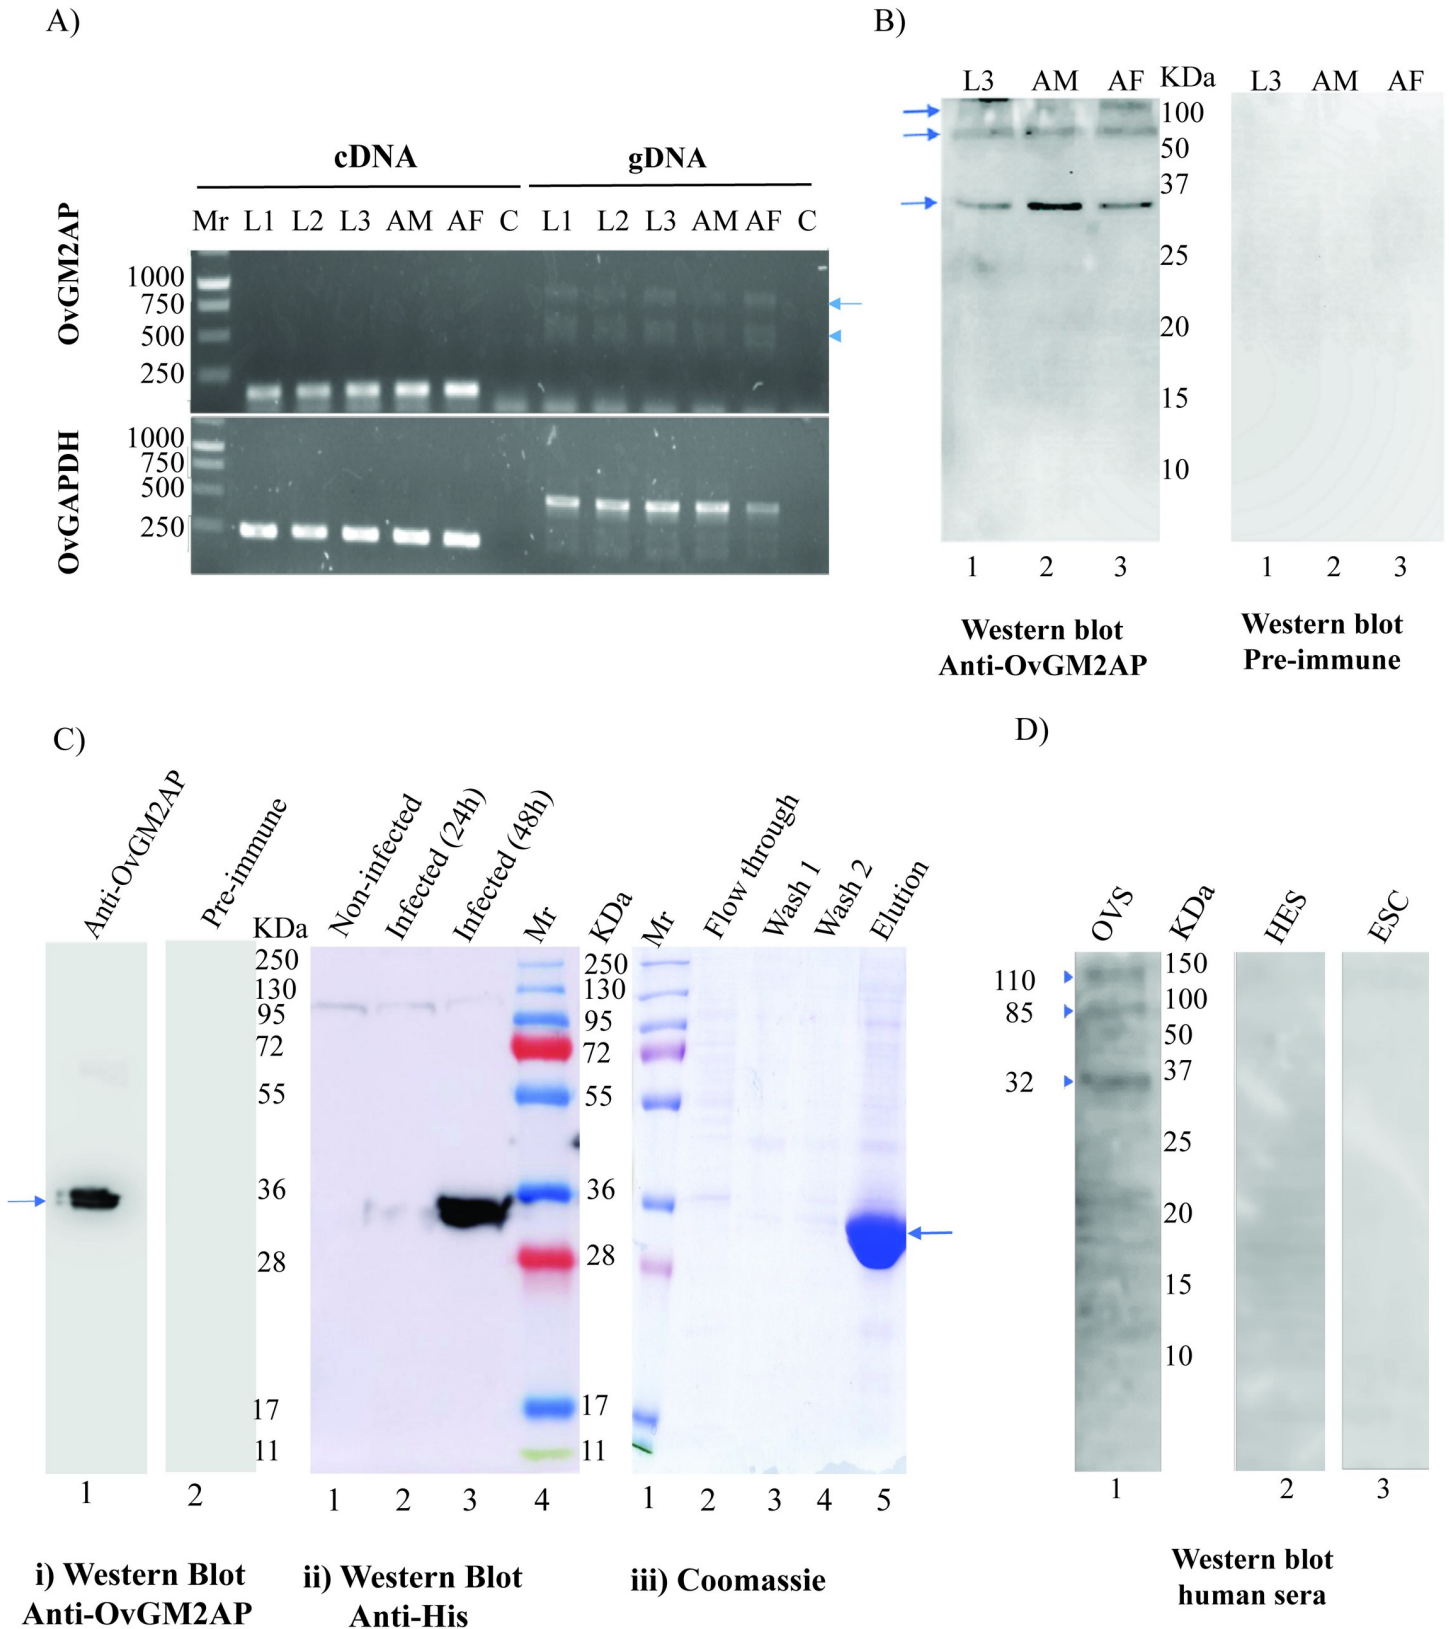 A)
cDNA gDNA
Mr L1 L2 L3 AM AF C L1 L2 L3 AM AF C
OvGM2AP
1000
750
500
250
OvGAPDH
1000
750
500
250
B)
L3 AM AF KDa L3 AM AF
100
50
37
25
20
15
10
1 2 3 1 2 3
Western blot
Anti-OvGM2AP
Western blot
Pre-immune
C)
Anti-OvGM2AP
Pre-immune
KDa
250
130
95
72
55
36
28
17
11
1 2
i) Western Blot
Anti-OvGM2AP
Non-infected
Infected (24h)
Infected (48h)
Mr
KDa
250
130
95
72
55
36
28
17
11
1 2 3 4
ii) Western Blot
Anti-His
Mr
Flow through
Wash 1
Wash 2
Elution
1 2 3 4 5
iii) Coomassie
D)
OVS
KDa
HES
ESC
110
85
32
150
100
50
37
25
20
15
10
1 2 3
Western blot
human sera